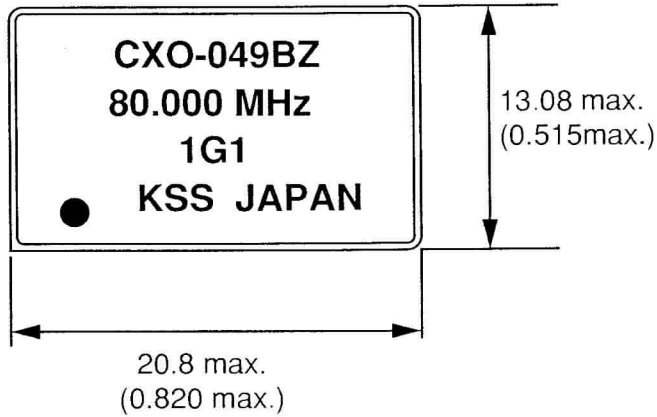 CXO-049BZ
80.000 MHz
1G1
KSS JAPAN
13.08 max.
(0.515max.)
20.8 max.
(0.820 max.)